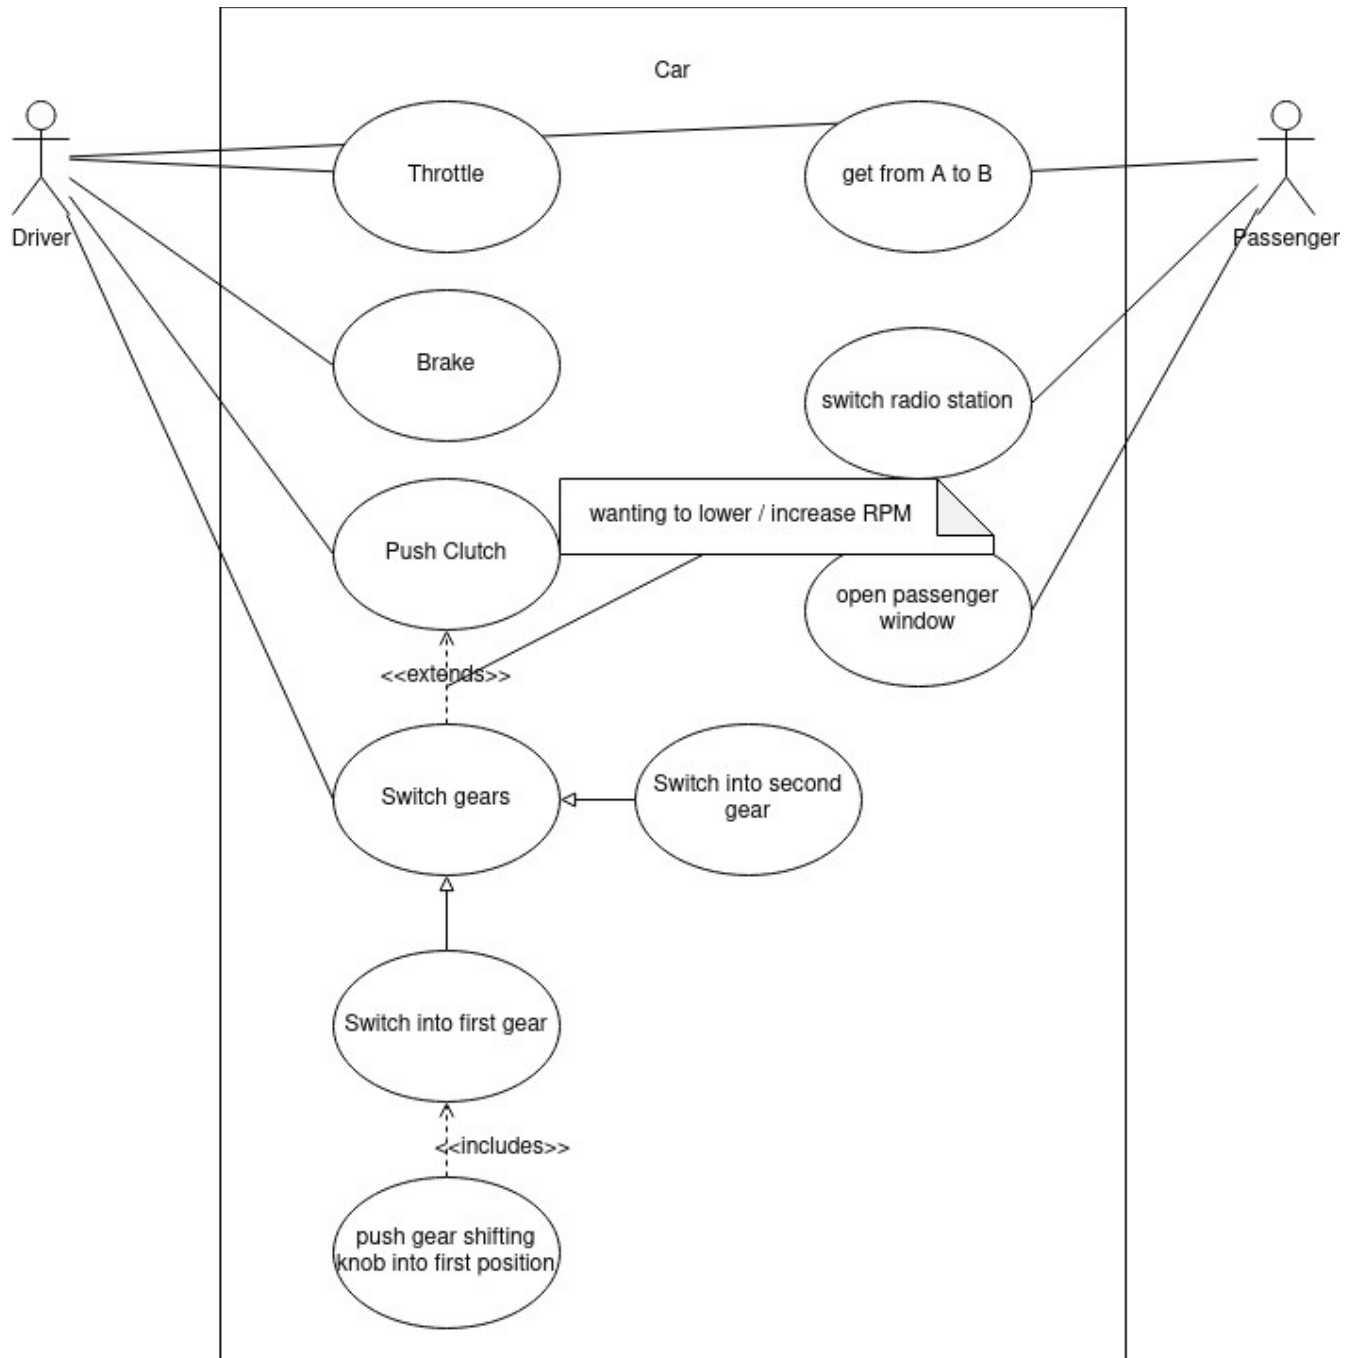 Car
Driver
Passenger
Throttle
get from A to B
Brake
switch radio station
Push Clutch
wanting to lower / increase RPM
open passenger
window
<<extends>>
Switch gears
Switch into second
gear
Switch into first gear
<<includes>>
push gear shifting
knob into first position